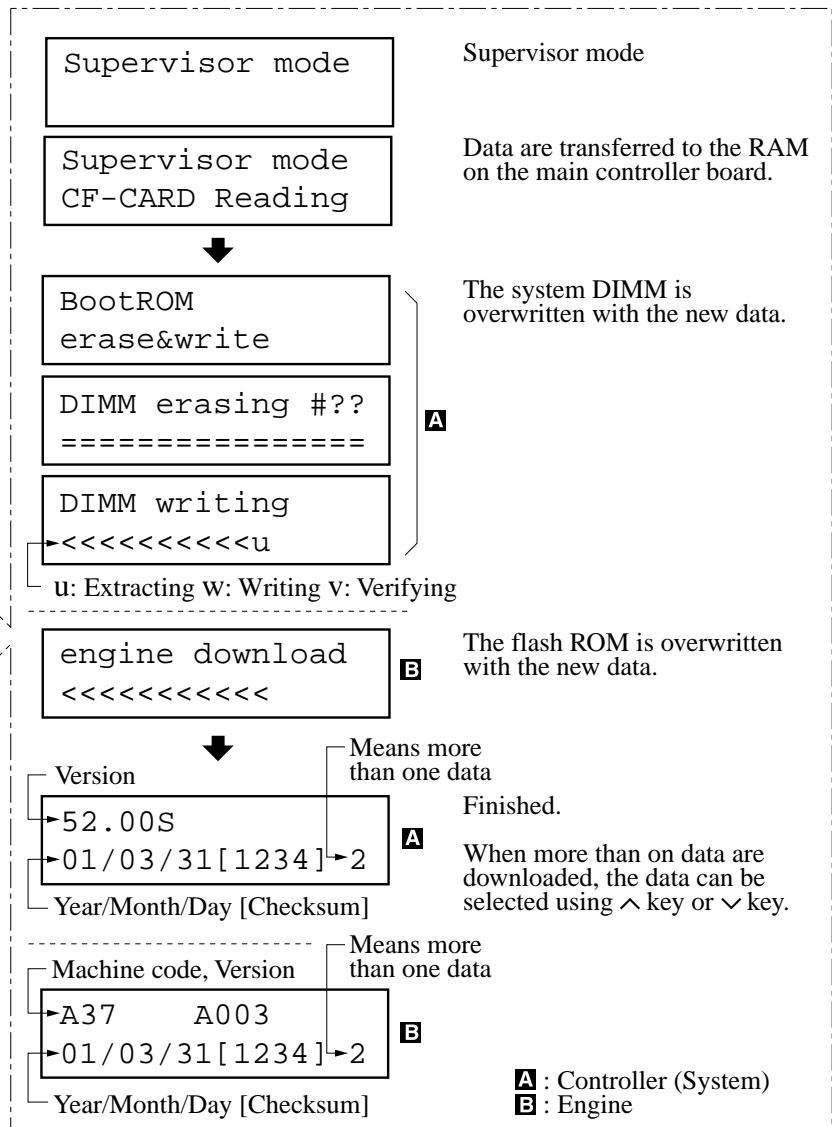 Supervisor mode
Supervisor mode
Supervisor mode
CF-CARD Reading
Data are transferred to the RAM
on the main controller board.
BootROM
erase&write
The system DIMM is
overwritten with the new data.
DIMM erasing #??
================
A
DIMM writing
<<<<<<<<<<u
u: Extracting w: Writing v: Verifying
engine download
<<<<<<<<<<<
B
The flash ROM is overwritten
with the new data.
Means more
than one data
Version
52.00S
01/03/31[1234] 2
A
Year/Month/Day [Checksum]
Finished.
When more than on data are
downloaded, the data can be
selected using ∧ key or ∨ key.
Means more
than one data
Machine code, Version
A37 A003
01/03/31[1234] 2
B
Year/Month/Day [Checksum]
A : Controller (System)
B : Engine